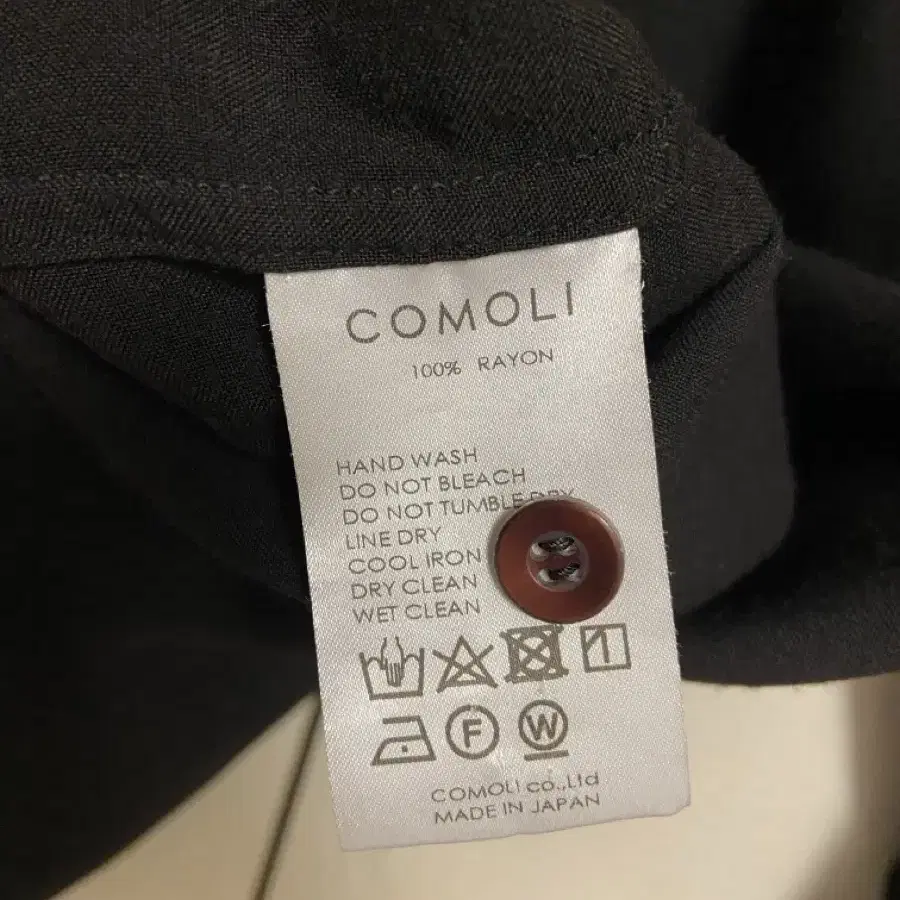 COMOLI
100% RAYON
HAND WASH
DO NOT BLEACH
DO NOT TUMBLE DRY
LINE DRY
COOL IRON
DRY CLEAN
WET CLEAN
F W
COMOLI co.,Ltd
MADE IN JAPAN